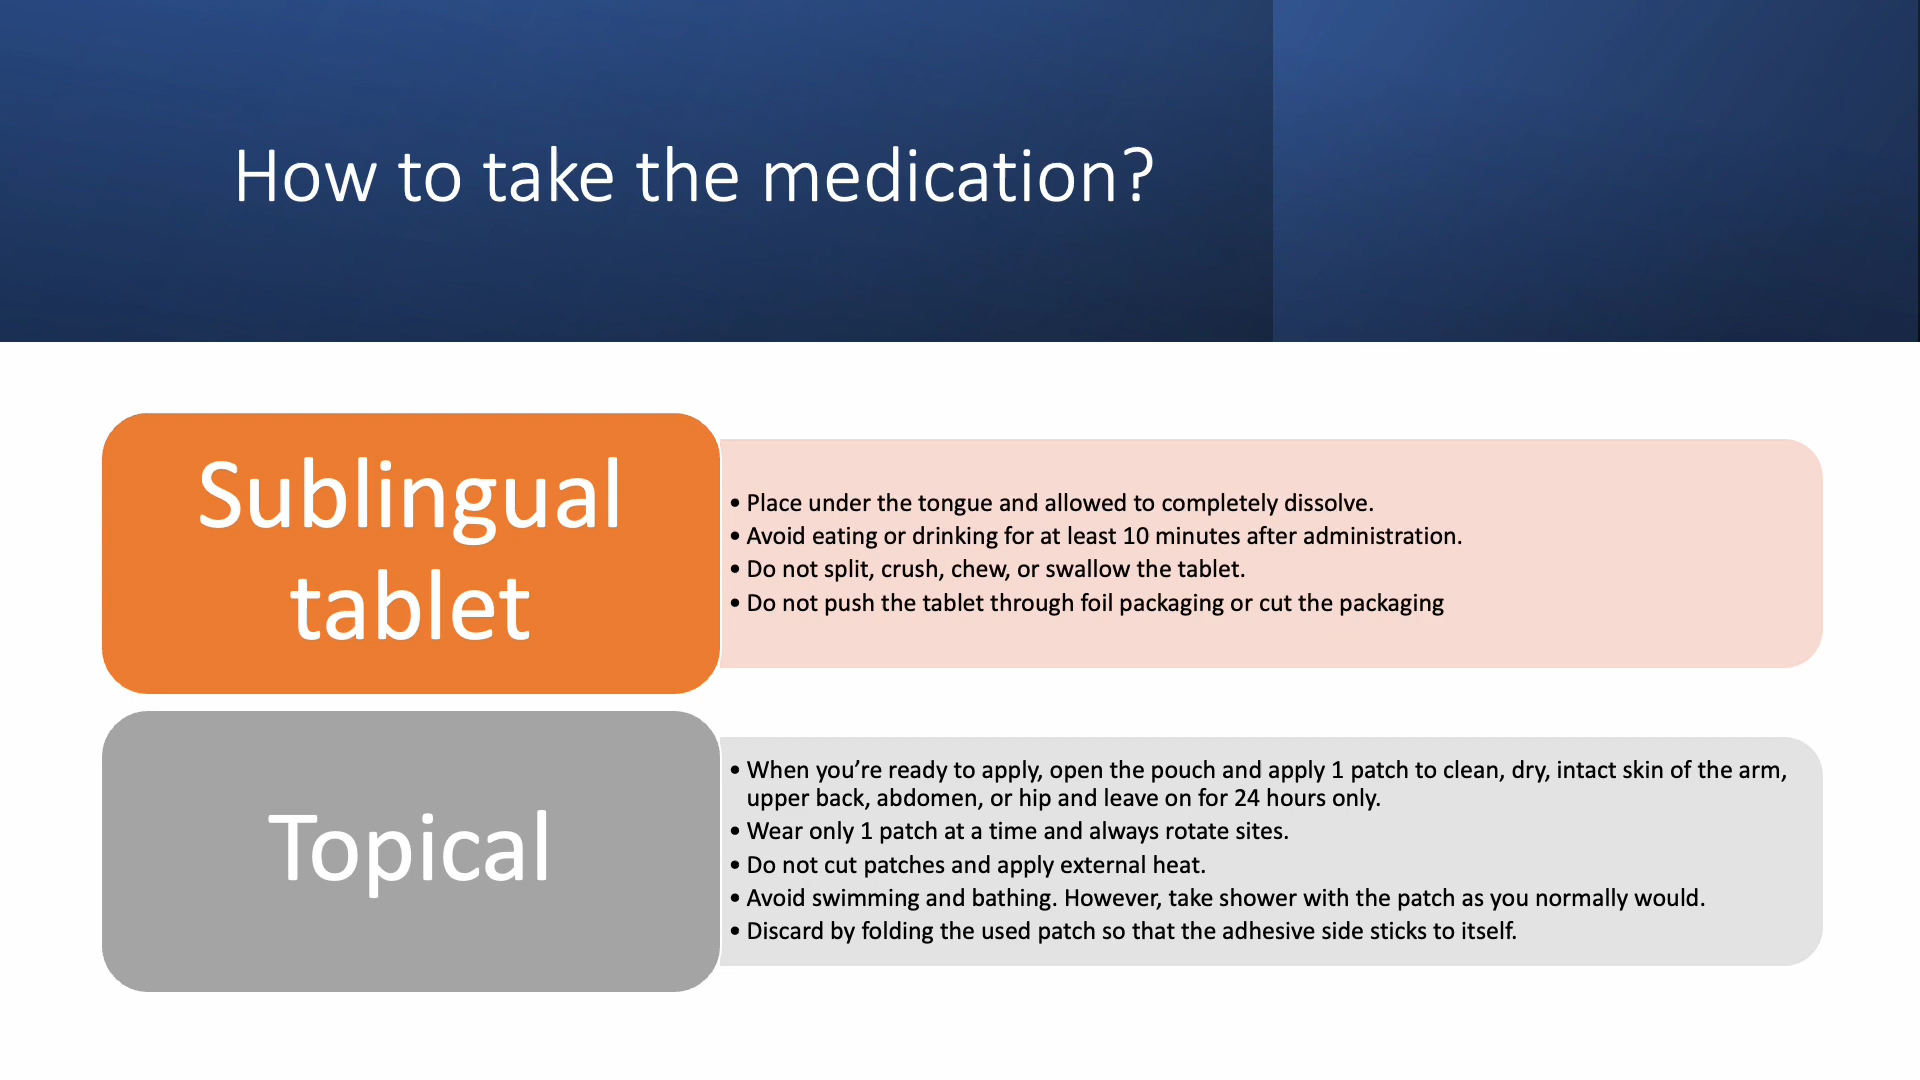 How to take the medication?
Sublingual
tablet
• Place under the tongue and allowed to completely dissolve.
• Avoid eating or drinking for at least 10 minutes after administration.
• Do not split, crush, chew, or swallow the tablet.
• Do not push the tablet through foil packaging or cut the packaging
Topical
• When you’re ready to apply, open the pouch and apply 1 patch to clean, dry, intact skin of the arm,
upper back, abdomen, or hip and leave on for 24 hours only.
• Wear only 1 patch at a time and always rotate sites.
• Do not cut patches and apply external heat.
• Avoid swimming and bathing. However, take shower with the patch as you normally would.
• Discard by folding the used patch so that the adhesive side sticks to itself.